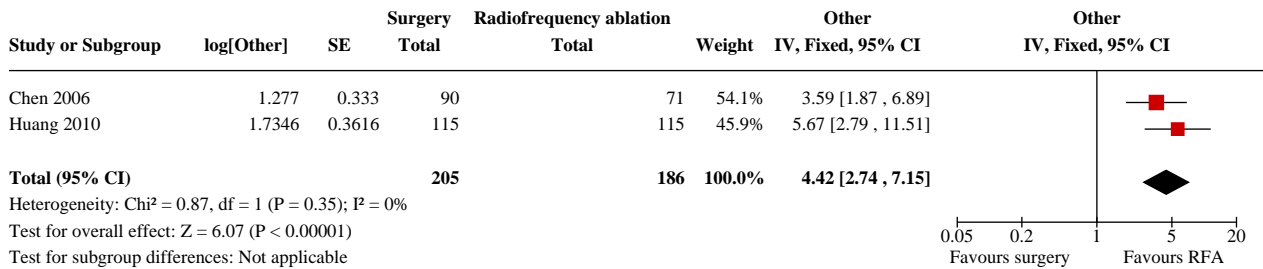 Surgery Radiofrequency ablation Other Other
Study or Subgroup log[Other] SE Total Total Weight IV, Fixed, 95% CI IV, Fixed, 95% CI
Chen 2006 1.277 0.333 90 71 54.1% 3.59 [1.87 , 6.89]
Huang 2010 1.7346 0.3616 115 115 45.9% 5.67 [2.79 , 11.51]
Total (95% CI) 205 186 100.0% 4.42 [2.74 , 7.15]
Heterogeneity: Chi² = 0.87, df = 1 (P = 0.35); I² = 0%
Test for overall effect: Z = 6.07 (P < 0.00001)
0.05 0.2 1 5 20
Test for subgroup differences: Not applicable
Favours surgery Favours RFA